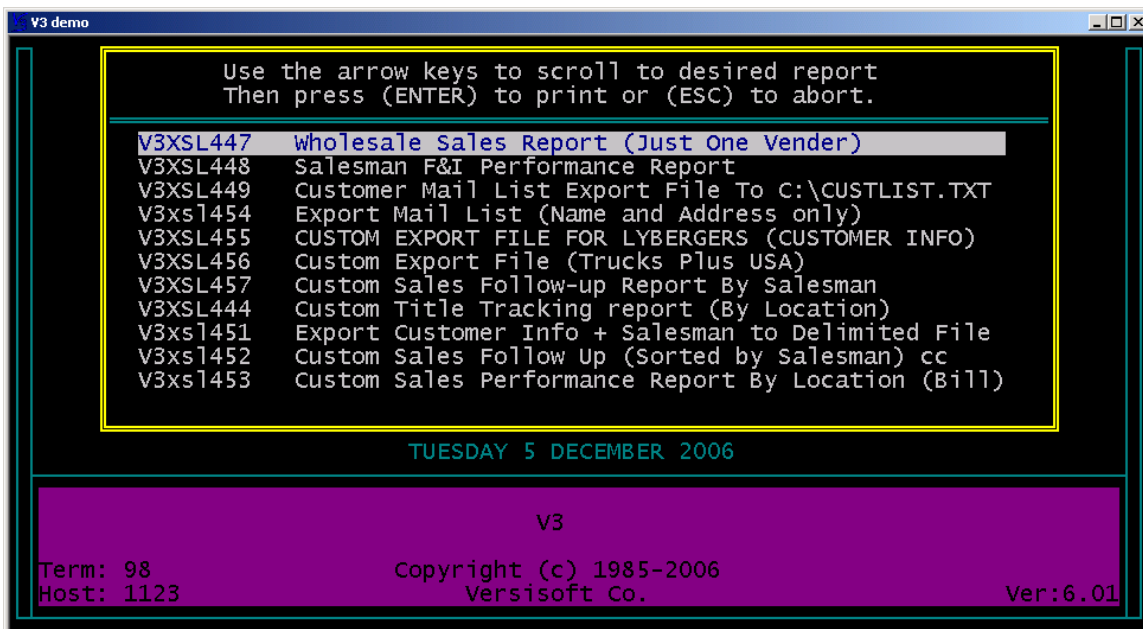 V3 demo
Use the arrow keys to scroll to desired report
Then press (ENTER) to print or (ESC) to abort.
V3XSL447 Wholesale Sales Report (Just One Vender)
V3XSL448 Salesman F&I Performance Report
V3XSL449 Customer Mail List Export File To C:\CUSTLIST.TXT
V3xsl454 Export Mail List (Name and Address only)
V3XSL455 CUSTOM EXPORT FILE FOR LYBERGERS (CUSTOMER INFO)
V3XSL456 Custom Export File (Trucks Plus USA)
V3XSL457 Custom Sales Follow-up Report By Salesman
V3XSL444 Custom Title Tracking report (By Location)
V3xsl451 Export Customer Info + Salesman to Delimited File
V3xsl452 Custom Sales Follow Up (Sorted by Salesman) cc
V3xsl453 Custom Sales Performance Report By Location (Bill)
TUESDAY 5 DECEMBER 2006
V3
Term: 98 Copyright (c) 1985-2006
Host: 1123 Versisoft Co. Ver:6.01